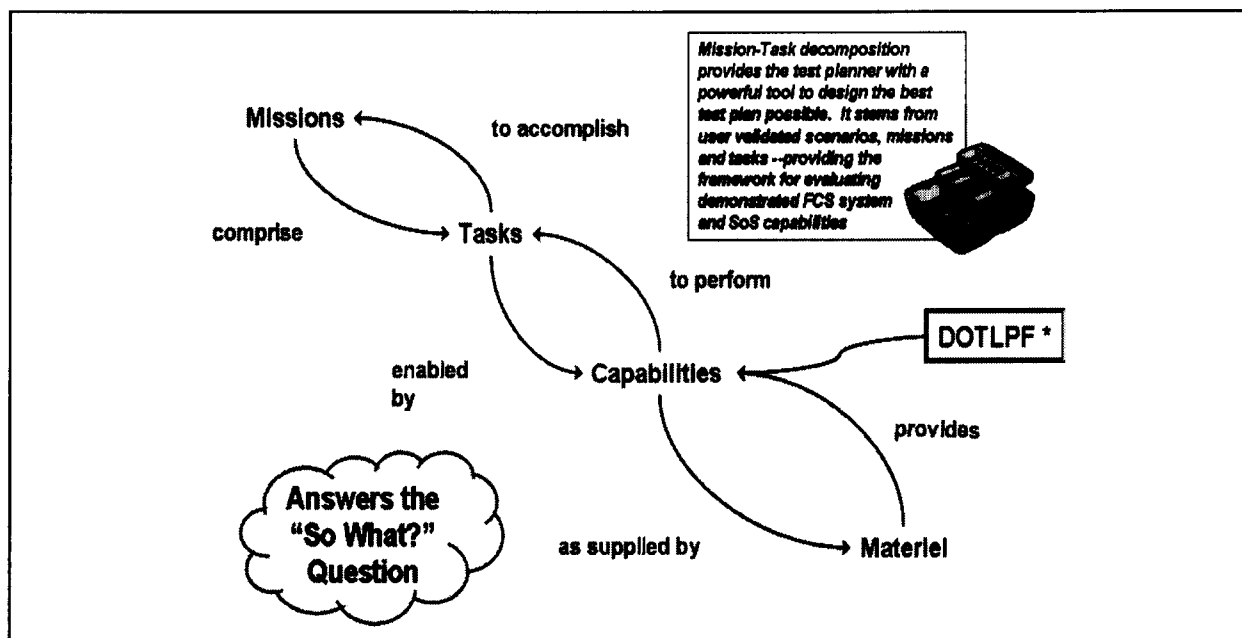 Mission-Task decomposition
provides the test planner with a
powerful tool to design the best
test plan possible. It stems from
user validated scenarios, missions
and tasks --providing the
framework for evaluating
demonstrated FCS system
and SoS capabilities
Missions
to accomplish
comprise
Tasks
to perform
DOTLPF *
enabled
by
Capabilities
provides
Answers the
“So What?”
Question
as supplied by
Materiel